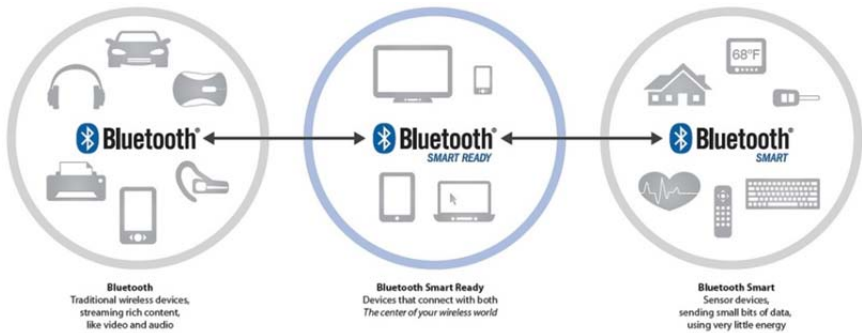 68°F
Bluetooth®
Bluetooth®
SMART READY
Bluetooth®
SMART
Bluetooth
Traditional wireless devices,
streaming rich content,
like video and audio
Bluetooth Smart Ready
Devices that connect with both
The center of your wireless world
Bluetooth Smart
Sensor devices,
sending small bits of data,
using very little energy